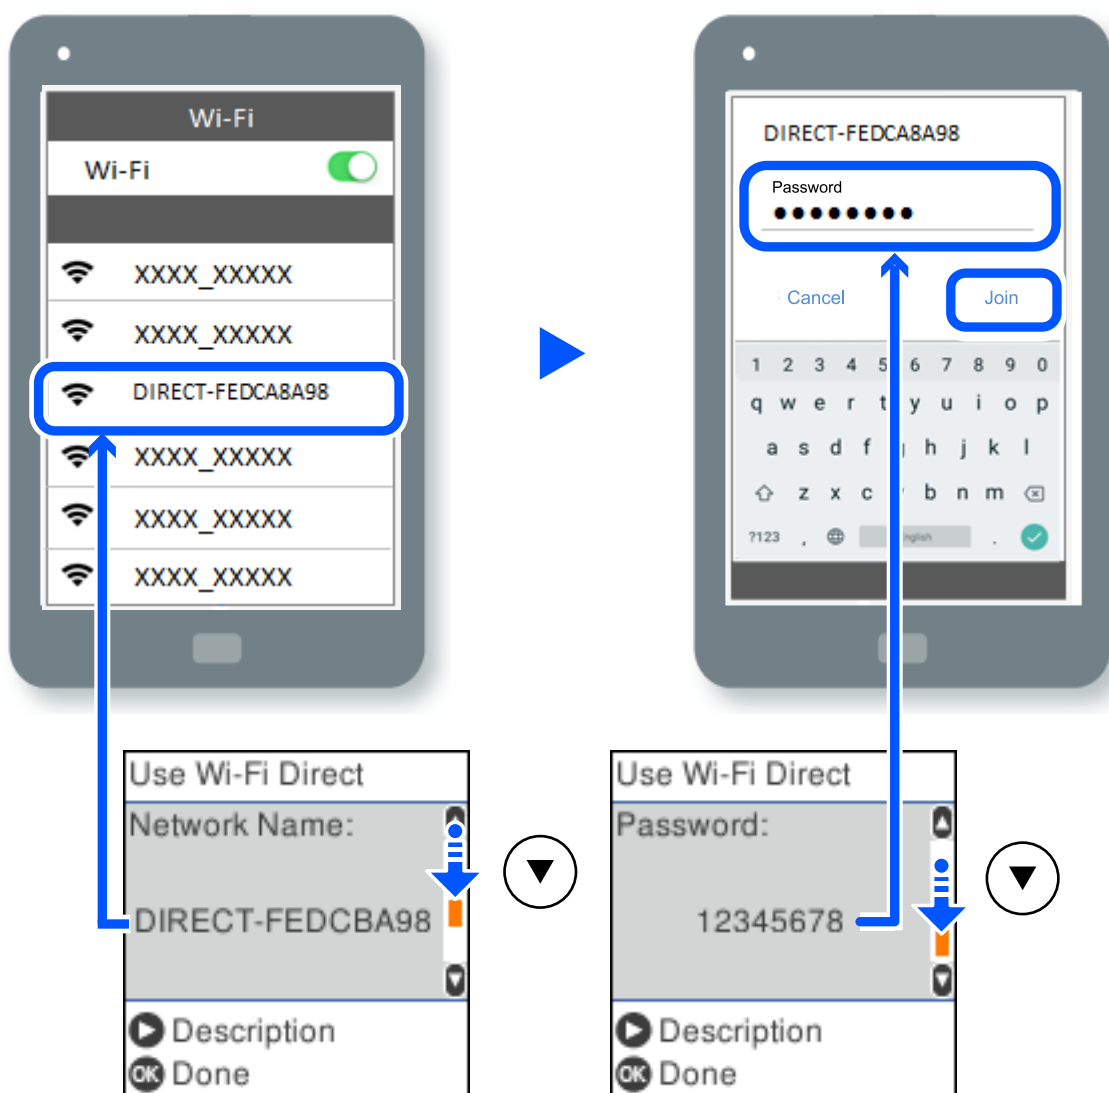 Wi-Fi
Wi-Fi
XXXX_XXXXX
XXXX_XXXXX
DIRECT-FEDCA8A98
XXXX_XXXXX
XXXX_XXXXX
XXXX_XXXXX
DIRECT-FEDCA8A98
Password
Cancel
Join
1 2 3 4 5 6 7 8 9 0
q w e r t y u i o p
a s d f h j k l
z x c b n m
?123 , .
Use Wi-Fi Direct
Network Name:
DIRECT-FEDCBA98
Description
OK Done
Use Wi-Fi Direct
Password:
12345678
Description
OK Done